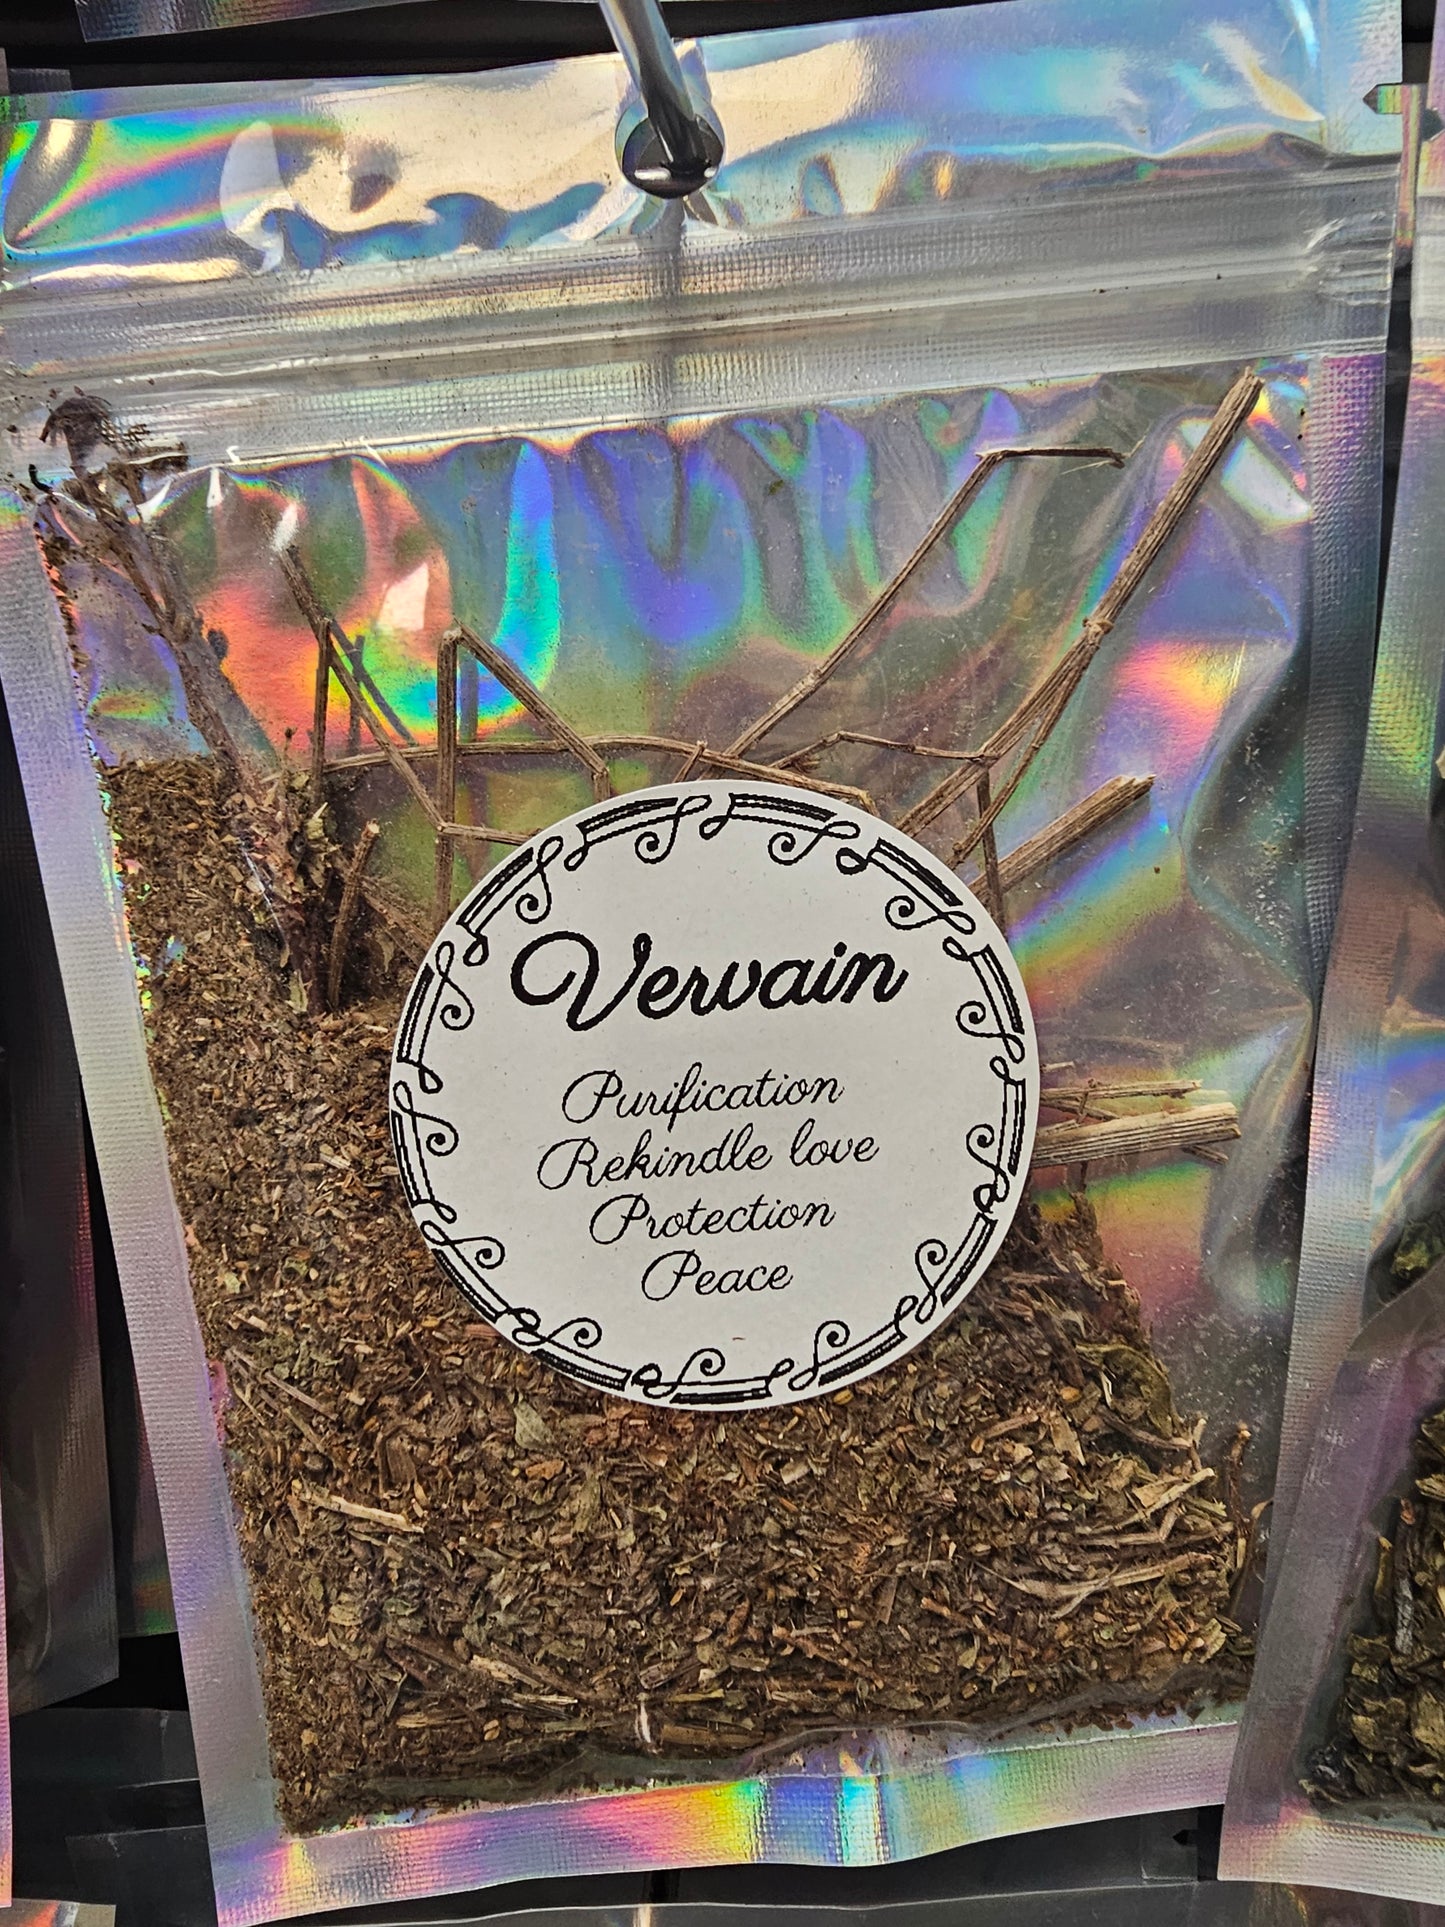 Vervain
Purification
Rekindle love
Protection
Peace